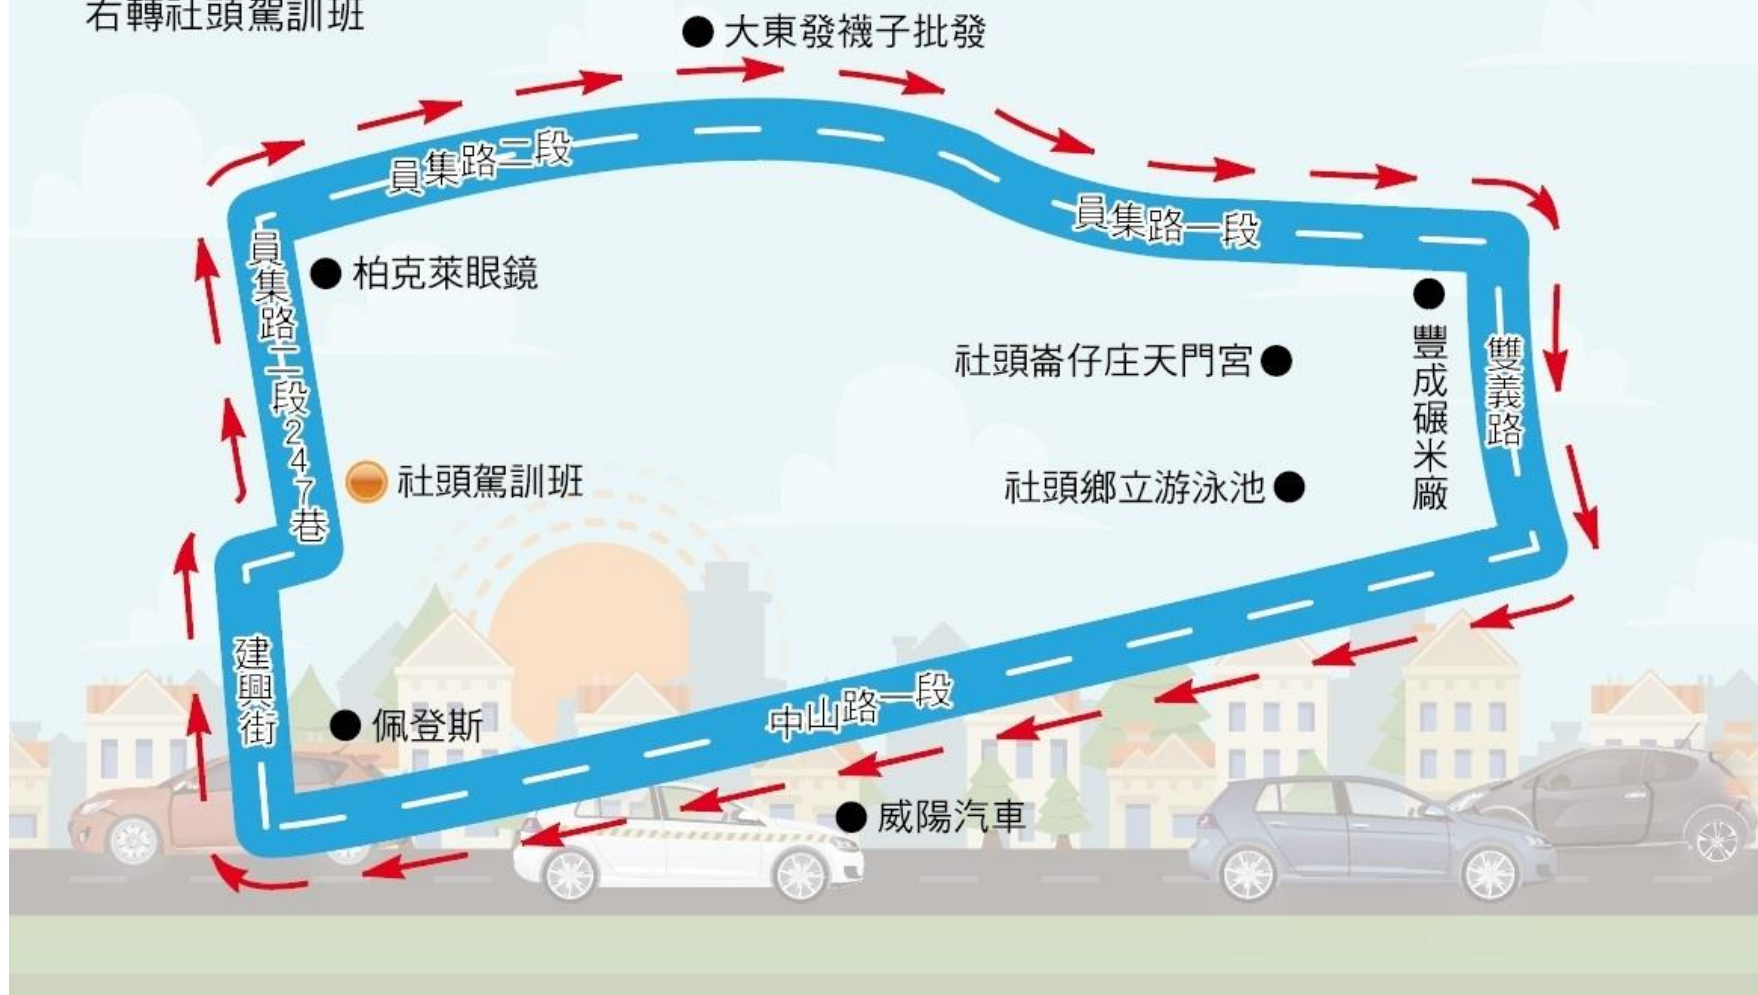 右轉社頭駕訓班
大東發襪子批發
員集路二段
員集路一段
員集路二段247巷
柏克萊眼鏡
社頭崙仔庄天門宮
豐成碾米廠
雙義路
社頭駕訓班
社頭鄉立游泳池
建興街
佩登斯
中山路一段
威陽汽車